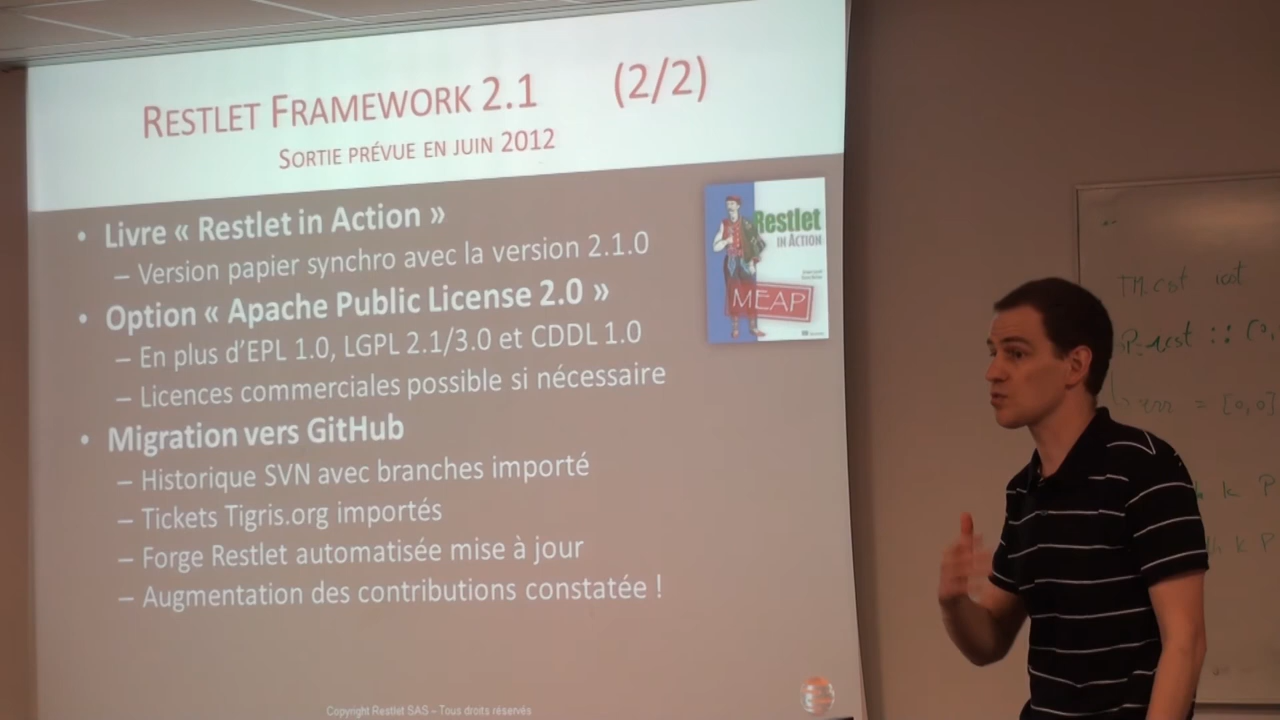 RESTLET FRAMEWORK 2.1 (2/2)
SORTIE PRÉVUE EN JUIN 2012
• Livre « Restlet in Action »
– Version papier synchro avec la version 2.1.0
• Option « Apache Public License 2.0 »
– En plus d'EPL 1.0, LGPL 2.1/3.0 et CDDL 1.0
– Licences commerciales possible si nécessaire
• Migration vers GitHub
– Historique SVN avec branches importé
– Tickets Tigris.org importés
– Forge Restlet automatisée mise à jour
– Augmentation des contributions constatée !
Copyright Restlet SAS – Tous droits réservés
Restlet
IN ACTION
MEAP